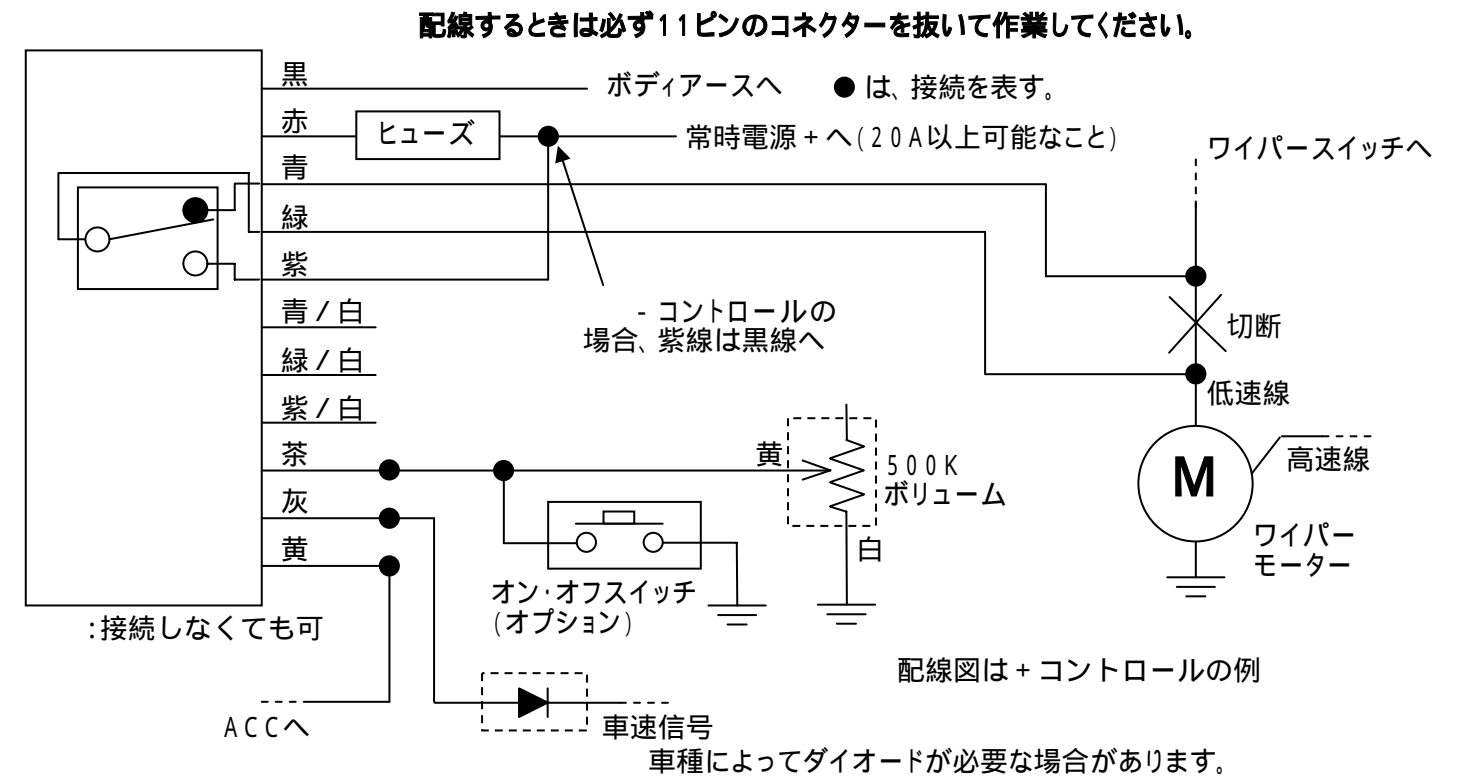 配線するときは必ず11ピンのコネクターを抜いて作業してください。
黒
ボディアースへ
●は、接続を表す。
赤
ヒューズ
常時電源+へ(20A以上可能なこと)
ワイパースイッチへ
青
緑
紫
-コントロールの
場合、紫線は黒線へ
切断
青/白
緑/白
紫/白
低速線
茶
黄
500K
ボリューム
M
高速線
灰
黄
白
ワイパー
モーター
オン・オフスイッチ
(オプション)
:接続しなくても可
配線図は+コントロールの例
ACCへ
車速信号
車種によってダイオードが必要な場合があります。